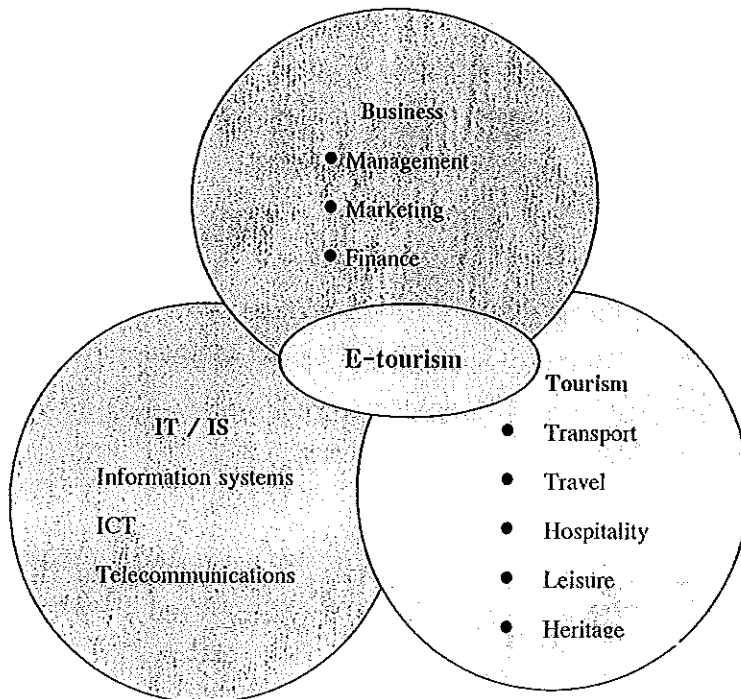 Business
● Management
● Marketing
● Finance
E-tourism
IT / IS
Information systems
ICT
Telecommunications
Tourism
● Transport
● Travel
● Hospitality
● Leisure
● Heritage